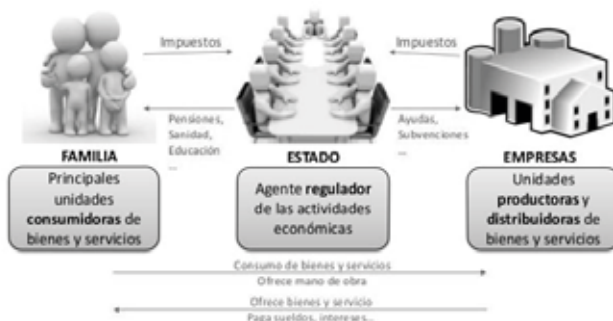 Impuestos
Impuestos
Pensiones,
Sanidad,
Educación
...
Ayudas,
Subvenciones
...
FAMILIA
ESTADO
EMPRESAS
Principales
unidades
consumidoras de
bienes y servicios
Agente regulador
de las actividades
económicas
Unidades
productoras y
distribuidoras de
bienes y servicios
Consumo de bienes y servicios
Ofrece mano de obra
Ofrece bienes y servicio
Paga sueldos, intereses...